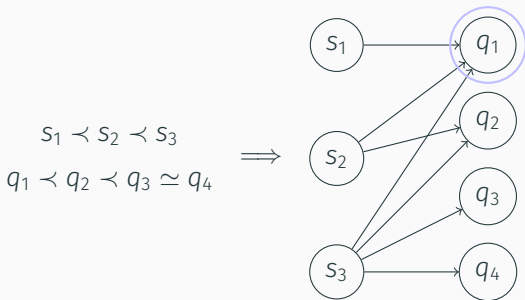 s₁ ≺ s₂ ≺ s₃
q₁ ≺ q₂ ≺ q₃ ≃ q₄
⟹
s₁
s₂
s₃
q₁
q₂
q₃
q₄